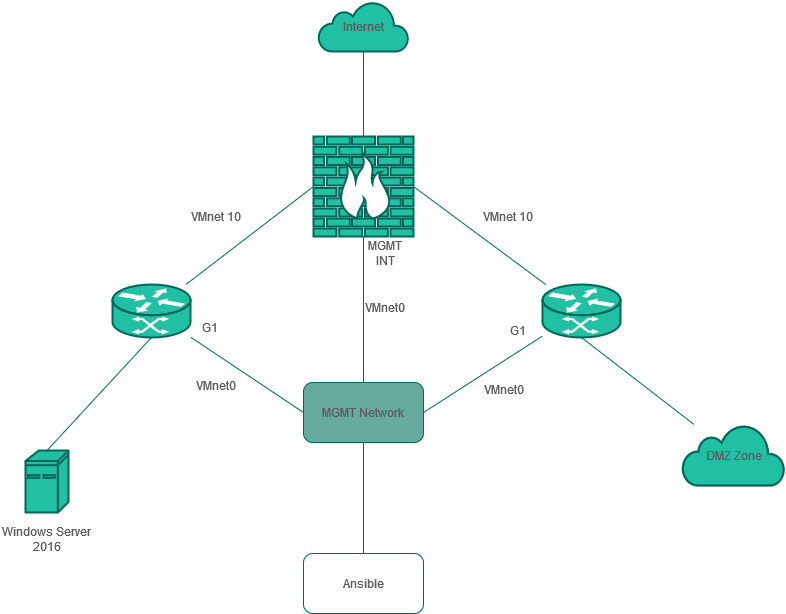 Internet
VMnet 10
VMnet 10
MGMT
INT
VMnet0
G1
G1
VMnet0
VMnet0
MGMT Network
DMZ Zone
Windows Server
2016
Ansible